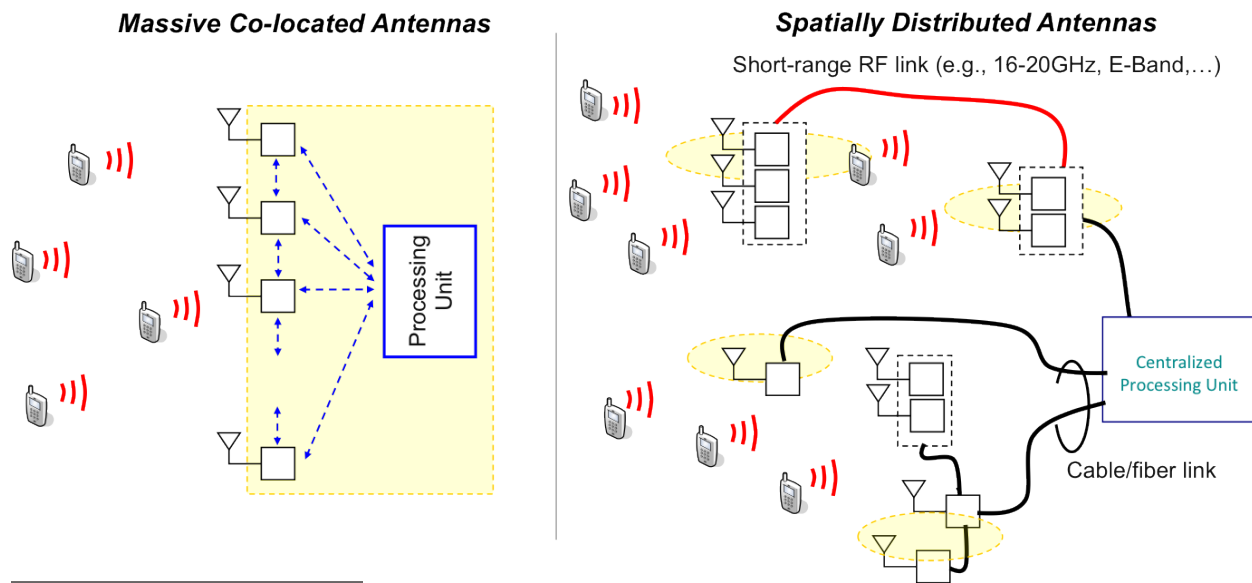 Massive Co-located Antennas
Spatially Distributed Antennas
Short-range RF link (e.g., 16-20GHz, E-Band,…)
Processing
Unit
Centralized
Processing Unit
Cable/fiber link